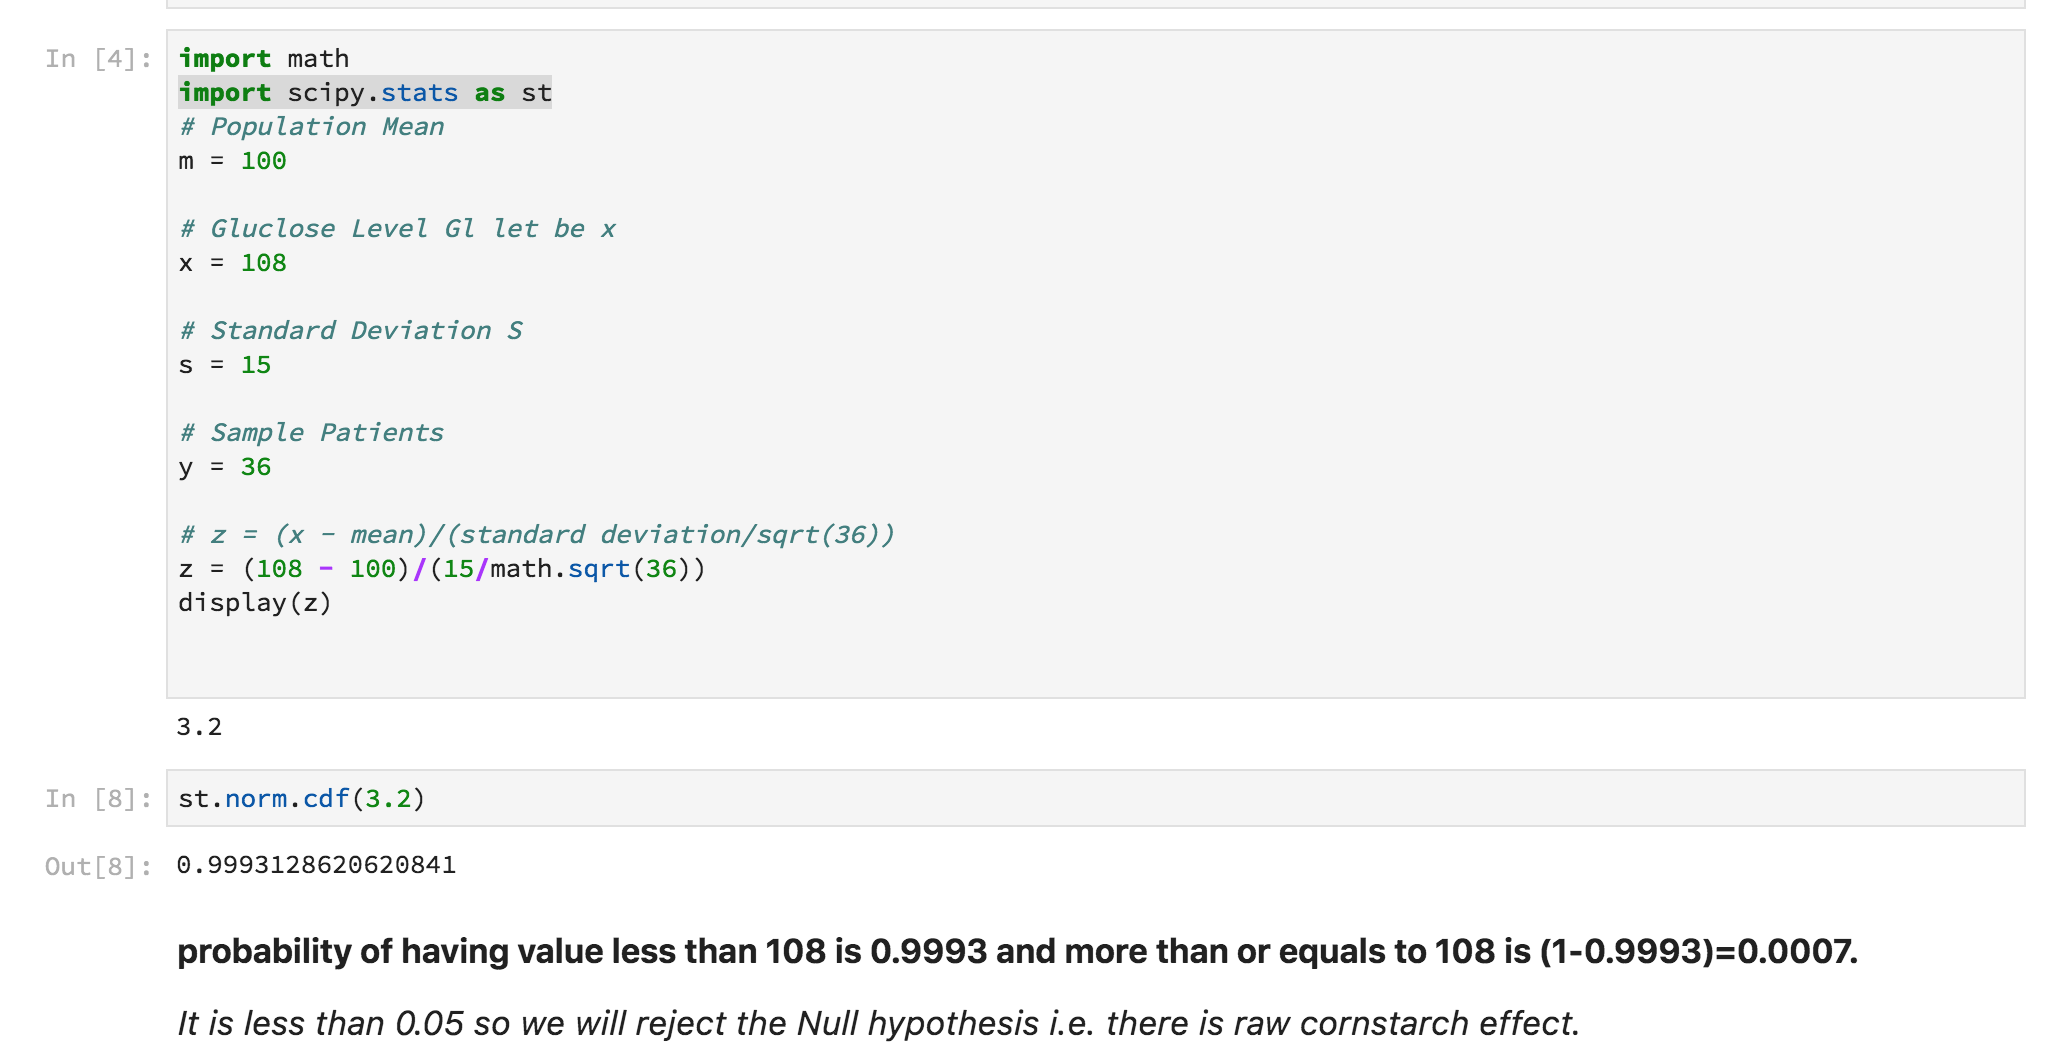 In [4]:
import math
import scipy.stats as st
# Population Mean
m = 100
# Gluclose Level Gl let be x
x = 108
# Standard Deviation S
s = 15
# Sample Patients
y = 36
# z = (x - mean)/(standard deviation/sqrt(36))
z = (108 - 100)/(15/math.sqrt(36))
display(z)
3.2
In [8]:
st.norm.cdf(3.2)
Out[8]:
0.9993128620620841
probability of having value less than 108 is 0.9993 and more than or equals to 108 is (1-0.9993)=0.0007.
It is less than 0.05 so we will reject the Null hypothesis i.e. there is raw cornstarch effect.